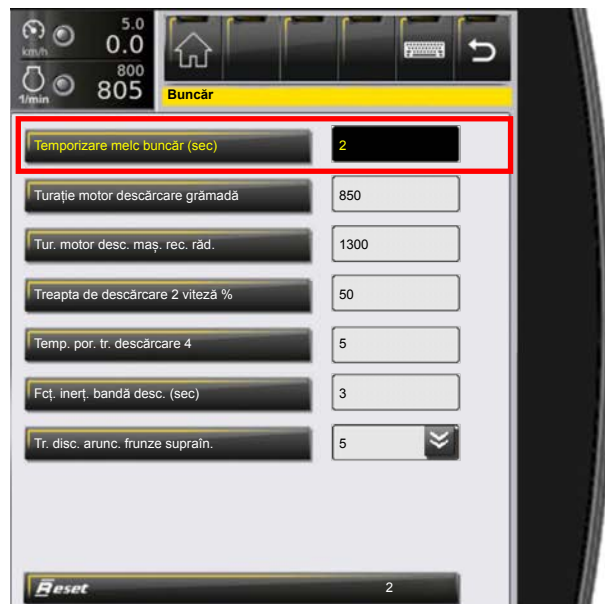 5.0
km/h 0.0
800
1/min 805
Buncăr
Temporizare melc buncăr (sec) 2
Turație motor descărcare grămadă 850
Tur. motor desc. maș. rec. răd. 1300
Treapta de descărcare 2 viteză % 50
Temp. por. tr. descărcare 4 5
Fcț. inerț. bandă desc. (sec) 3
Tr. disc. arunc. frunze supraîn. 5
Reset 2